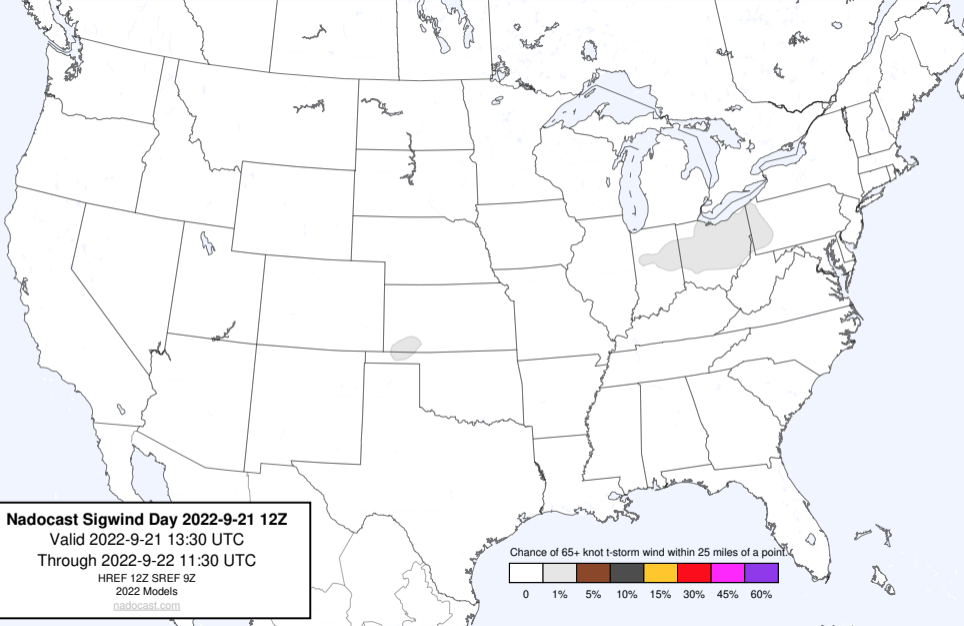 Nadocast Sigwind Day 2022-9-21 12Z
Valid 2022-9-21 13:30 UTC
Through 2022-9-22 11:30 UTC
HREF 12Z SREF 9Z
2022 Models
nadocast.com
Chance of 65+ knot t-storm wind within 25 miles of a point.
0 1% 5% 10% 15% 30% 45% 60%